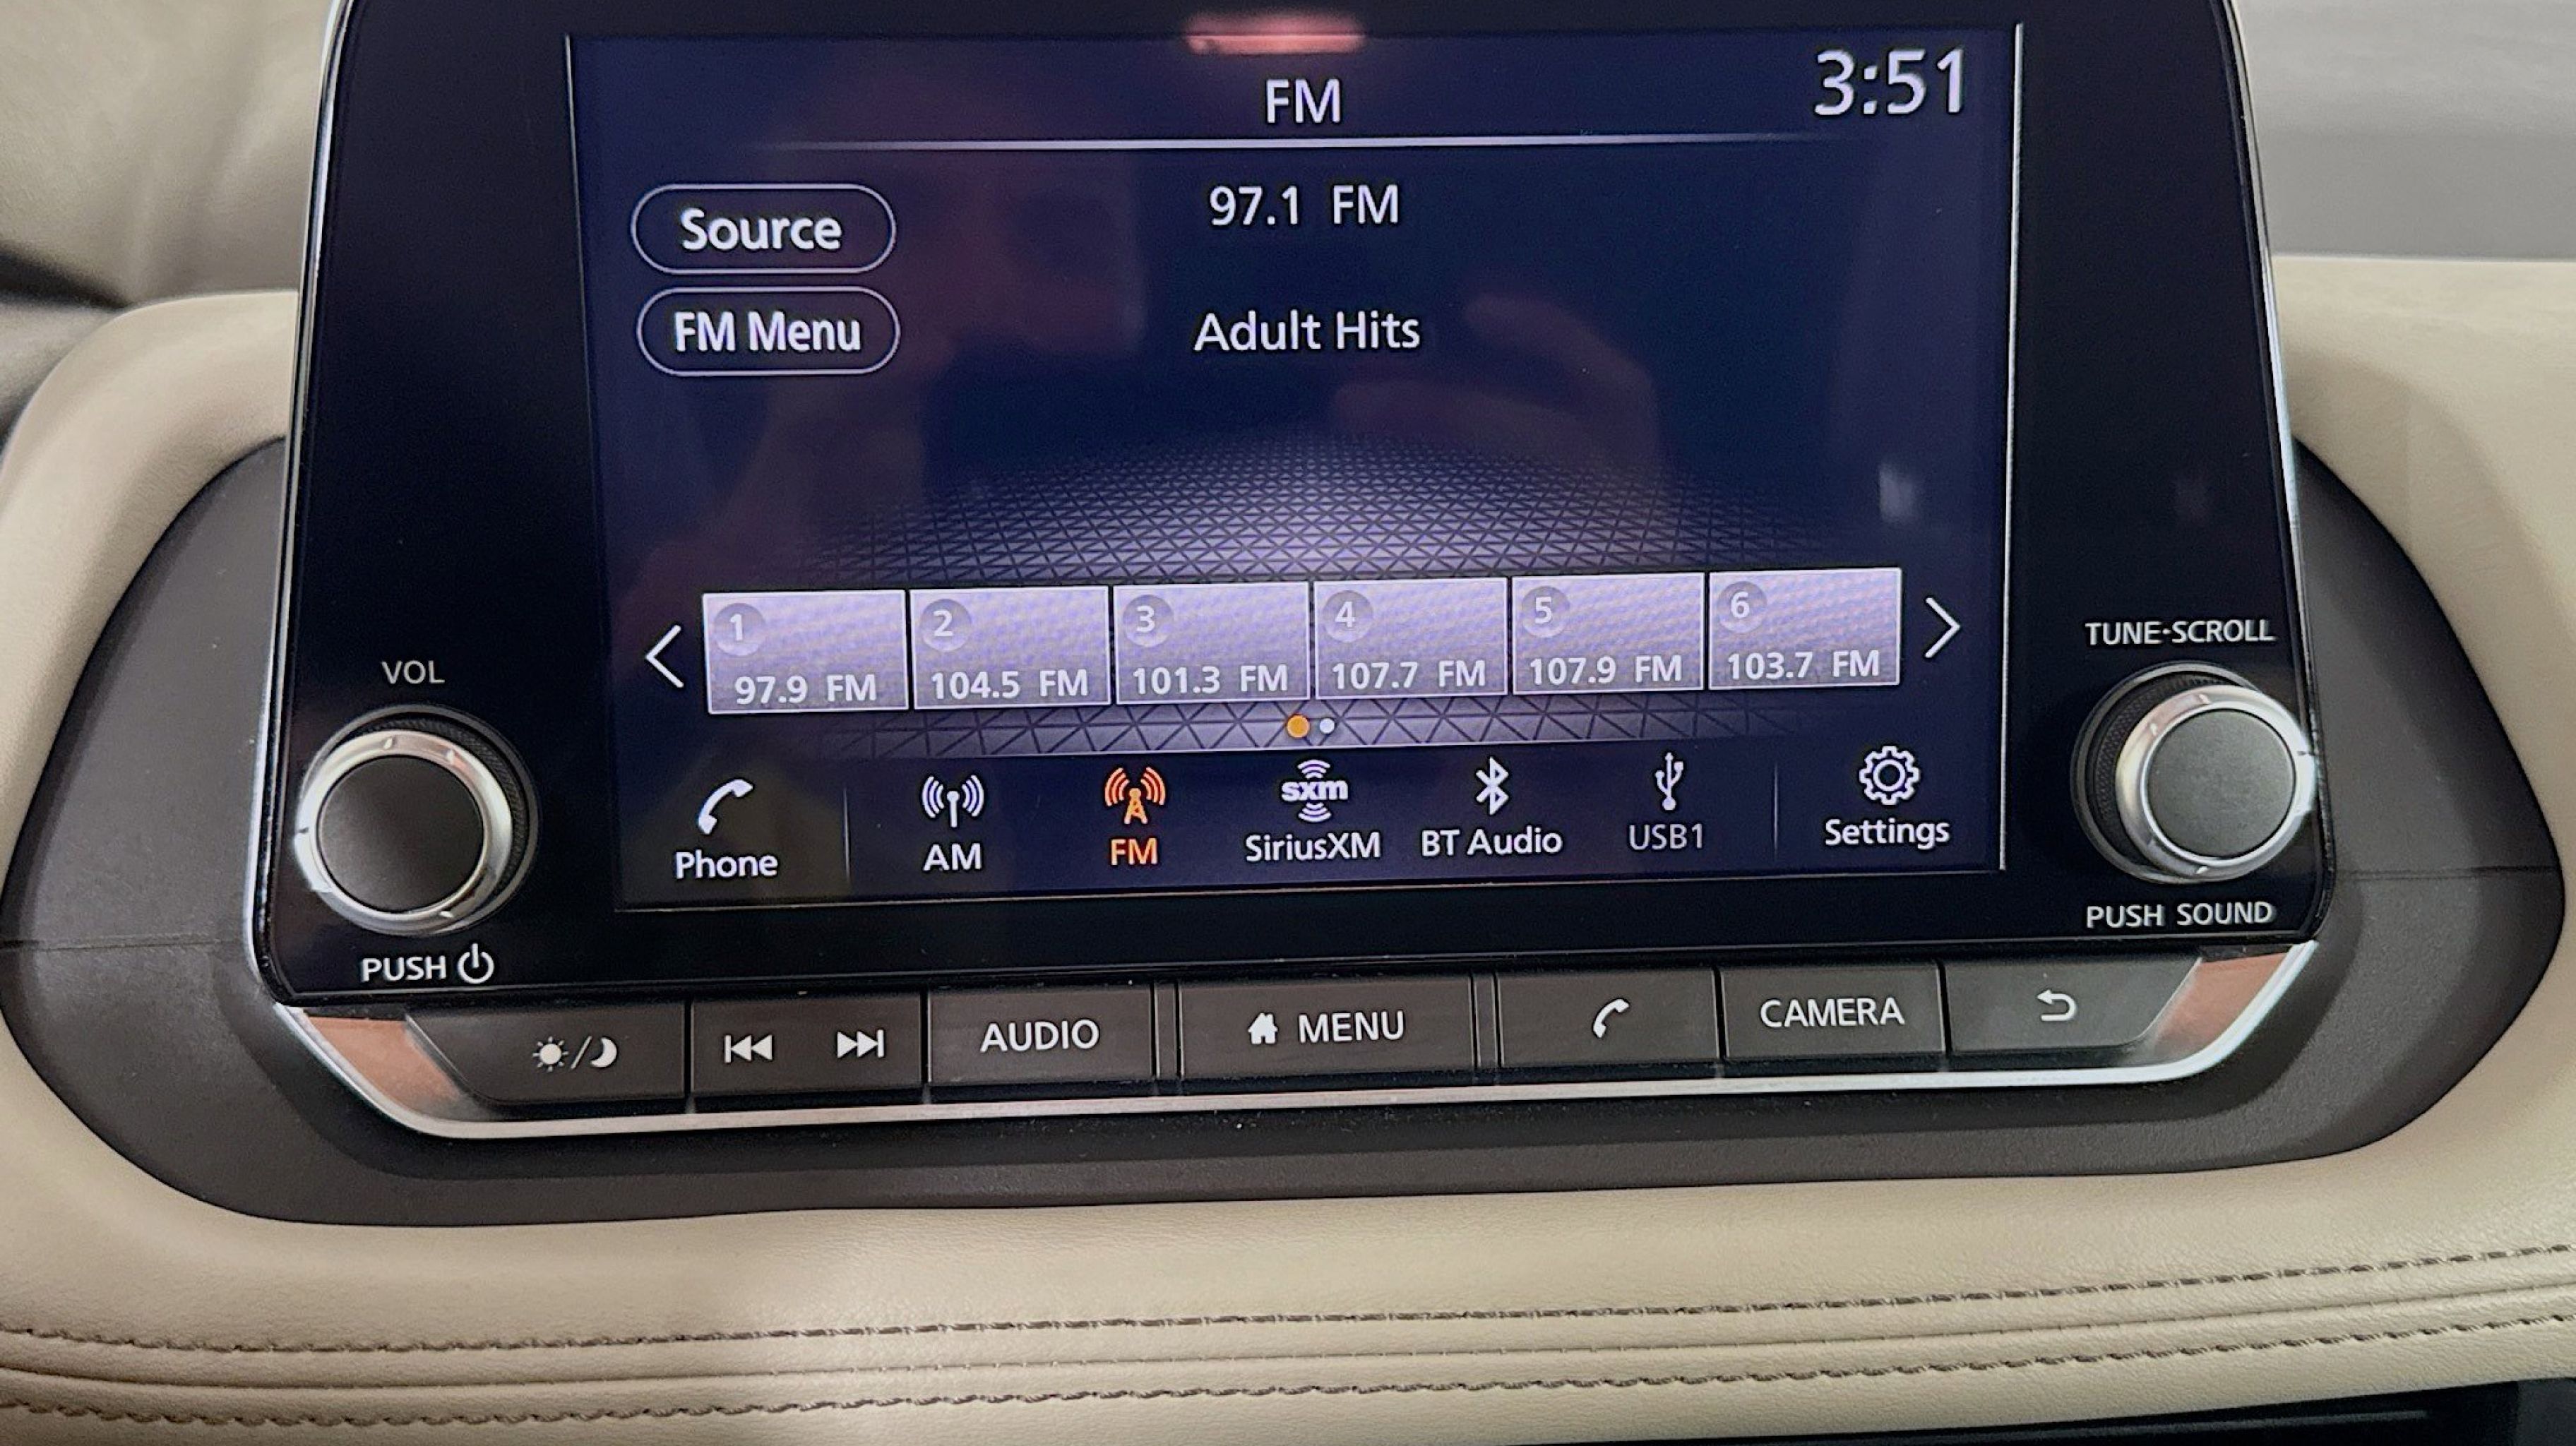 FM
3:51
Source
97.1 FM
FM Menu
Adult Hits
1
2
3
4
5
6
97.9 FM
104.5 FM
101.3 FM
107.7 FM
107.9 FM
103.7 FM
VOL
TUNE·SCROLL
sxm
Phone
AM
FM
SiriusXM
BT Audio
USB1
Settings
PUSH
PUSH SOUND
AUDIO
MENU
CAMERA